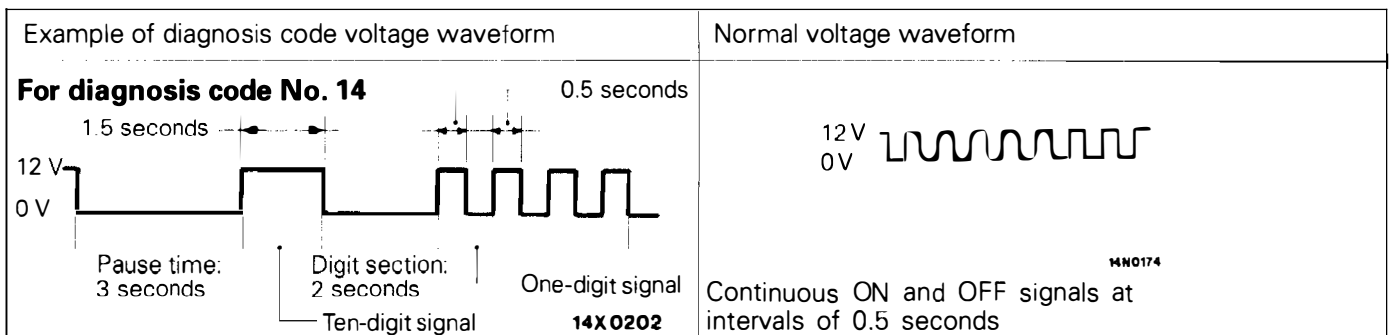 Example of diagnosis code voltage waveform
For diagnosis code No. 14
0.5 seconds
1.5 seconds
12 V
0 V
Pause time:
3 seconds
Digit section:
2 seconds
One-digit signal
Ten-digit signal
14X0202
Normal voltage waveform
12 V
0 V
14N0174
Continuous ON and OFF signals at
intervals of 0.5 seconds